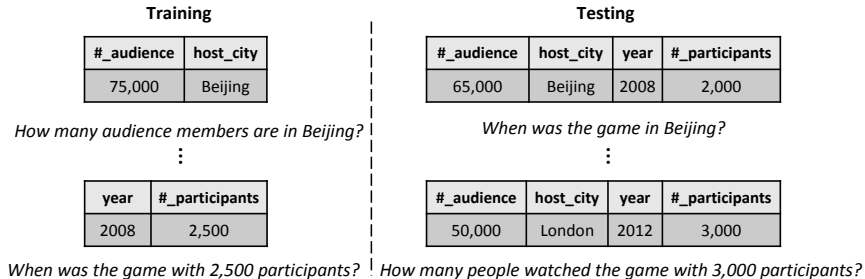 Training
#_audience host_city
75,000 Beijing
How many audience members are in Beijing?
⋮
year #_participants
2008 2,500
When was the game with 2,500 participants?
Testing
#_audience host_city year #_participants
65,000 Beijing 2008 2,000
When was the game in Beijing?
⋮
#_audience host_city year #_participants
50,000 London 2012 3,000
How many people watched the game with 3,000 participants?